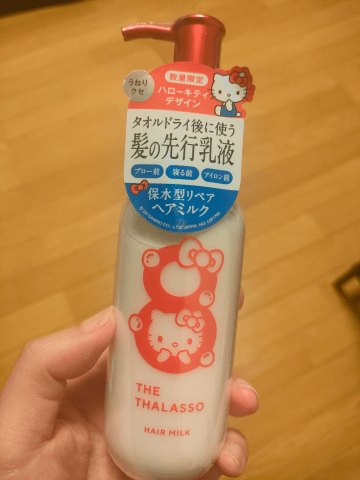 うねり
クセ
数量限定
ハローキティ
デザイン
タオルドライ後に使う
髪の先行乳液
ブロー前
寝る前
アイロン前
保水型リペア
ヘアミルク
8
THE
THALASSO
HAIR MILK